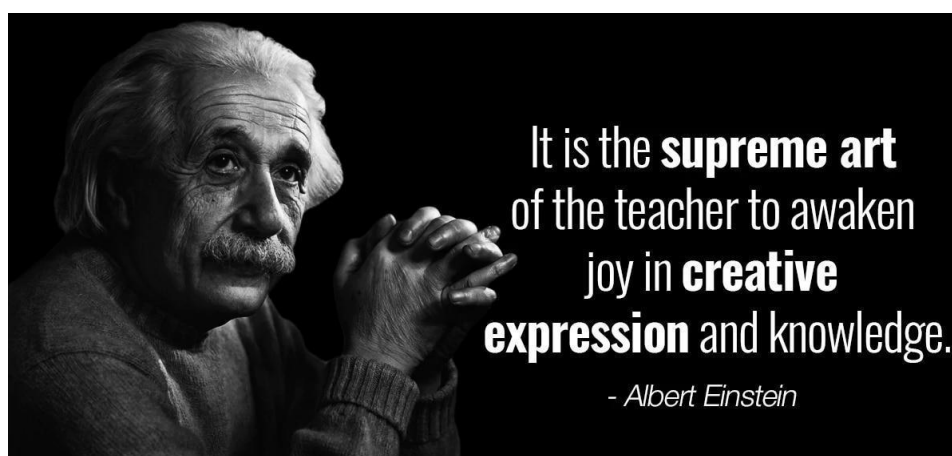 It is the supreme art
of the teacher to awaken
joy in creative
expression and knowledge.
- Albert Einstein